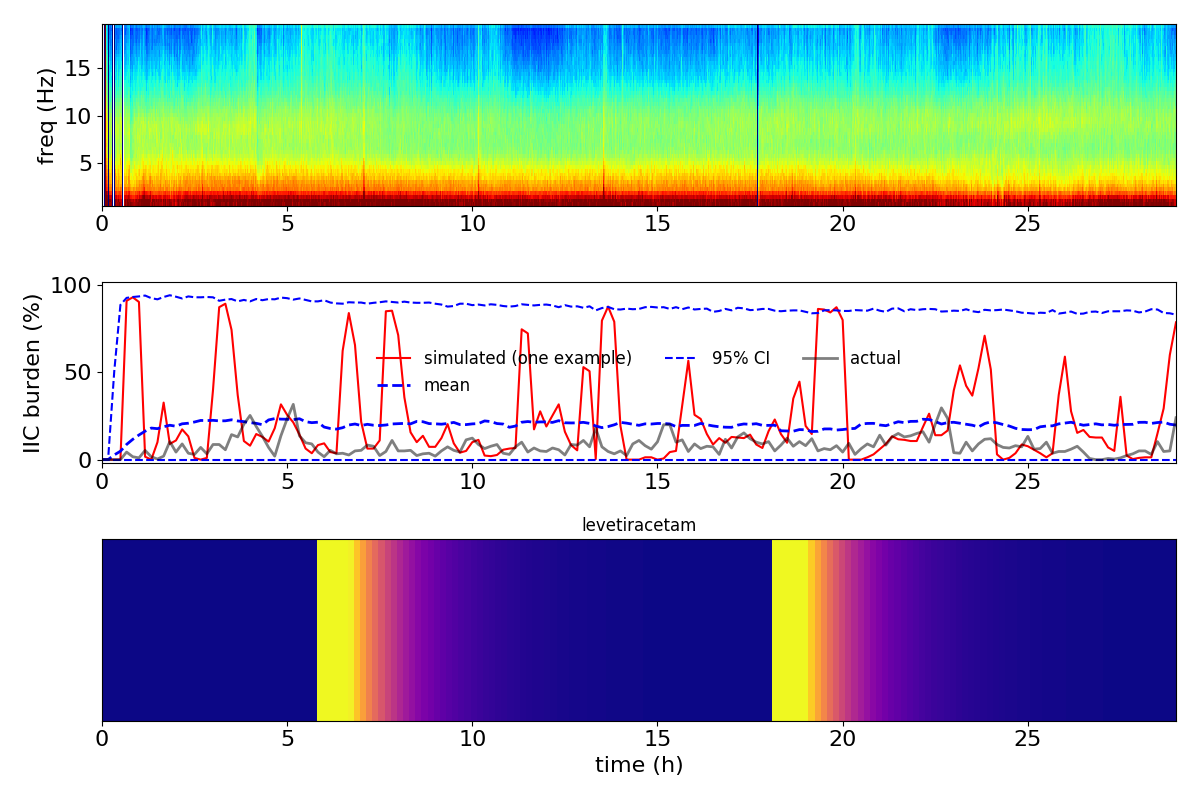 freq (Hz)
15
10
5
0 5 10 15 20 25
IIC burden (%)
100
50
0
simulated (one example) 95% CI actual
mean
0 5 10 15 20 25
levetiracetam
0 5 10 15 20 25
time (h)